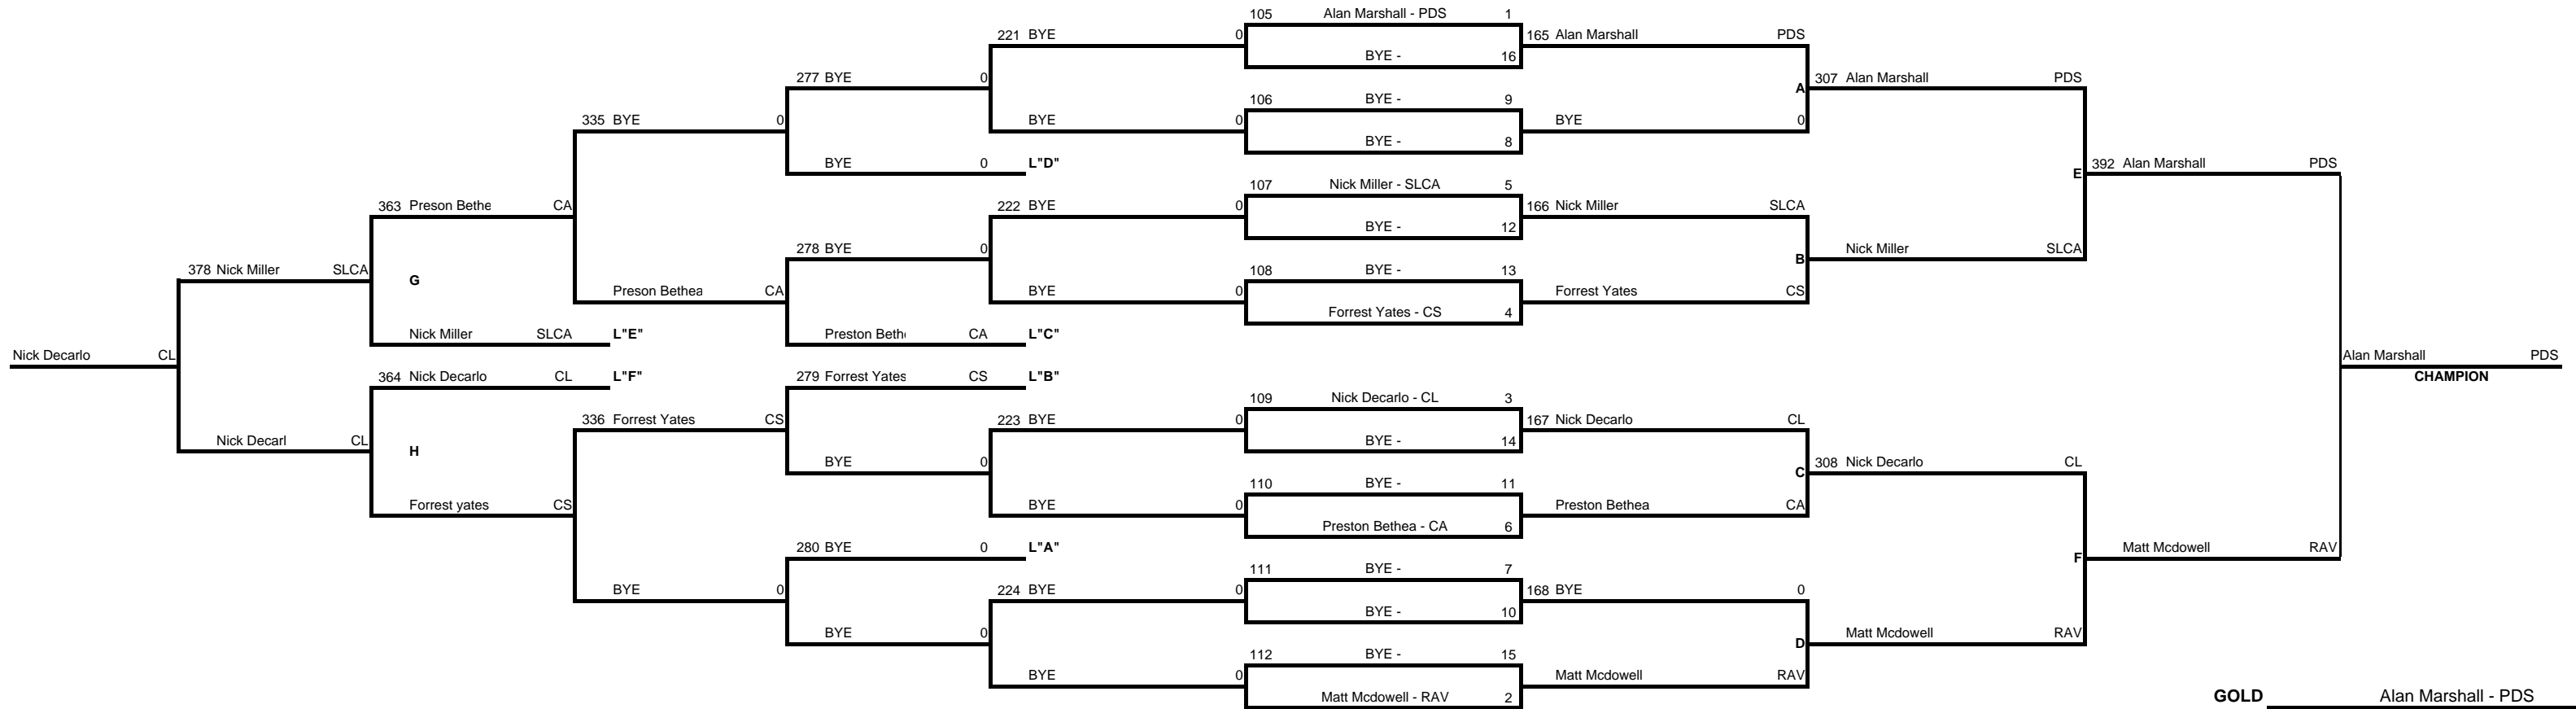 105 Alan Marshall - PDS 1
221 BYE 0 165 Alan Marshall PDS
BYE - 16
277 BYE 0 307 Alan Marshall PDS
A
106 BYE - 9
335 BYE 0 BYE 0 BYE 0
BYE - 8
BYE 0 L"D" 392 Alan Marshall PDS
E
107 Nick Miller - SLCA 5
363 Preson Bethe CA 222 BYE 0 166 Nick Miller SLCA
BYE - 12
278 BYE 0 Nick Miller SLCA
B
378 Nick Miller SLCA 108 BYE - 13
G
Preson Bethea CA BYE 0 Forrest Yates CS
Forrest Yates - CS 4
Nick Miller SLCA L"E" Preston Beth CA L"C"
Nick Decarlo CL Alan Marshall PDS
364 Nick Decarlo CL L"F" 279 Forrest Yates CS L"B" CHAMPION
109 Nick Decarlo - CL 3
336 Forrest Yates CS 223 BYE 0 167 Nick Decarlo CL
Nick Decarl CL BYE - 14
H
BYE 0 308 Nick Decarlo CL
C
110 BYE - 11
Forrest yates CS BYE 0 Preston Bethea CA
Preston Bethea - CA 6
280 BYE 0 L"A" Matt Mcdowell RAV
F
111 BYE - 7
BYE 0 224 BYE 0 168 BYE 0
BYE - 10
BYE 0 Matt Mcdowell RAV
D
112 BYE - 15
BYE 0 Matt Mcdowell RAV
Matt Mcdowell - RAV 2
GOLD Alan Marshall - PDS